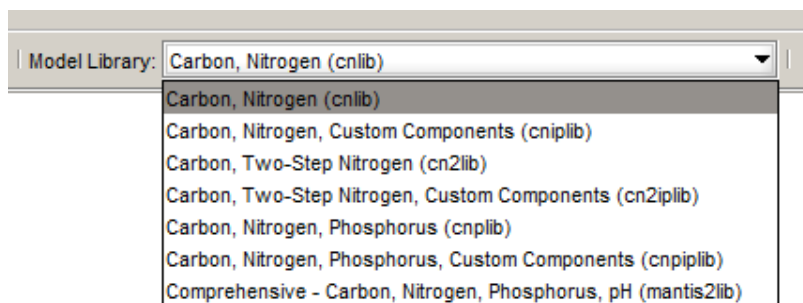 Model Library: Carbon, Nitrogen (cnlib)
Carbon, Nitrogen (cnlib)
Carbon, Nitrogen, Custom Components (cniplib)
Carbon, Two-Step Nitrogen (cn2lib)
Carbon, Two-Step Nitrogen, Custom Components (cn2iplib)
Carbon, Nitrogen, Phosphorus (cnplib)
Carbon, Nitrogen, Phosphorus, Custom Components (cnpiplib)
Comprehensive - Carbon, Nitrogen, Phosphorus, pH (mantis2lib)